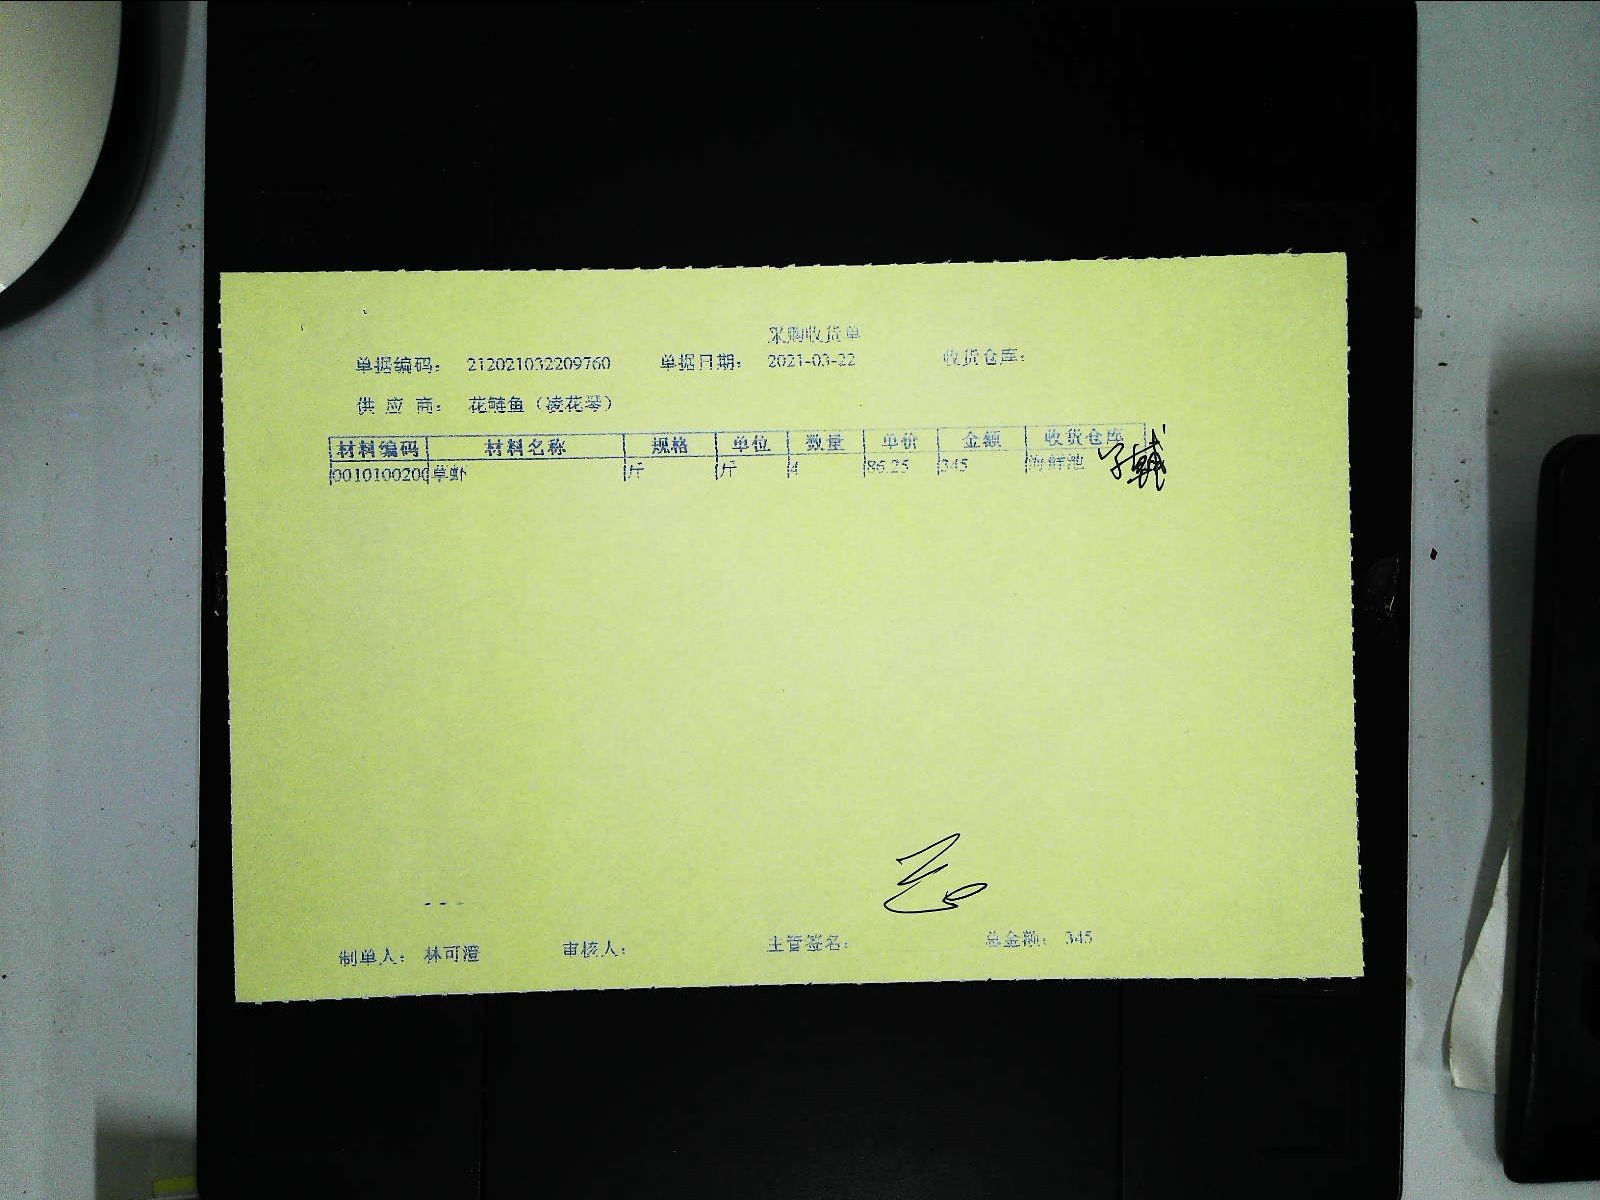 采购收货单
单据编码： 212021032209760 单据日期： 2021-03-22 收货仓库：
供 应 商： 花鲢鱼（凌花琴）
材料编码 材料名称 规格 单位 数量 单价 金额 收货仓库
0010100200 草虾 斤 斤 4 86.25 345 海鲜池
制单人： 林可澄 审核人： 主管签名： 总金额： 345